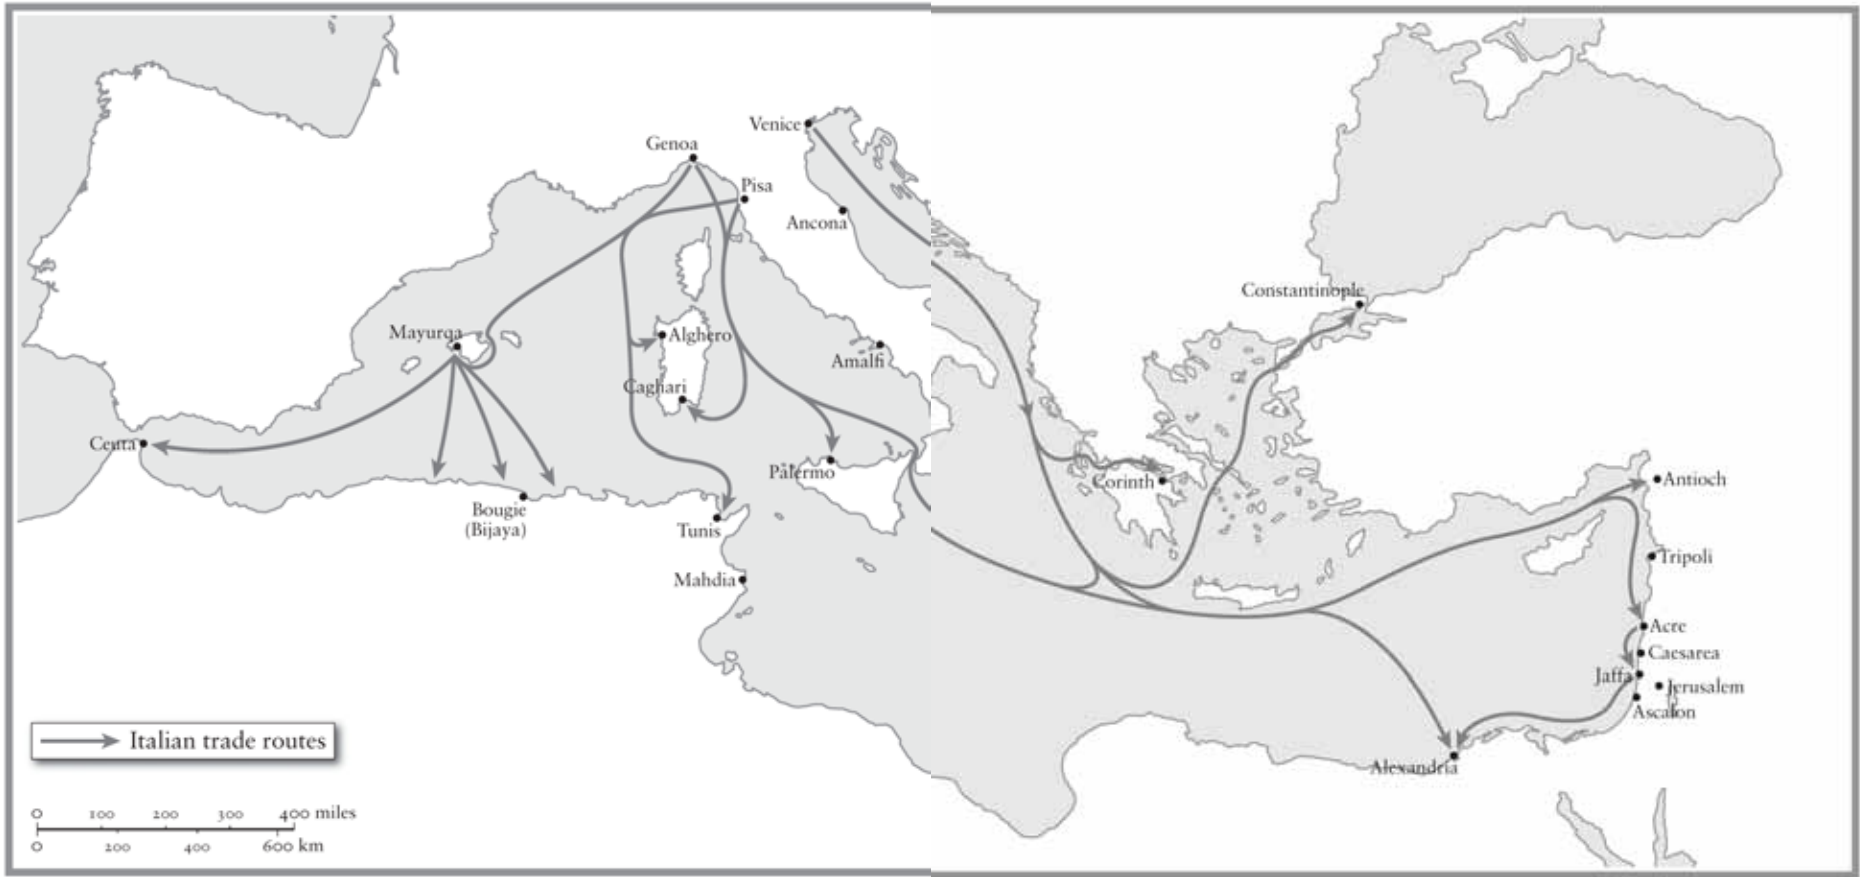 Venice
Genoa
Pisa
Ancona
Constantinople
Mayurqa
Alghero
Amalfi
Cagliari
Ceuta
Palermo
Corinth
Antioch
Bougie
(Bijaya)
Tunis
Tripoli
Mahdia
Acre
Caesarea
Jaffa
Jerusalem
Ascalon
Italian trade routes
Alexandria
0 100 200 300 400 miles
0 200 400 600 km